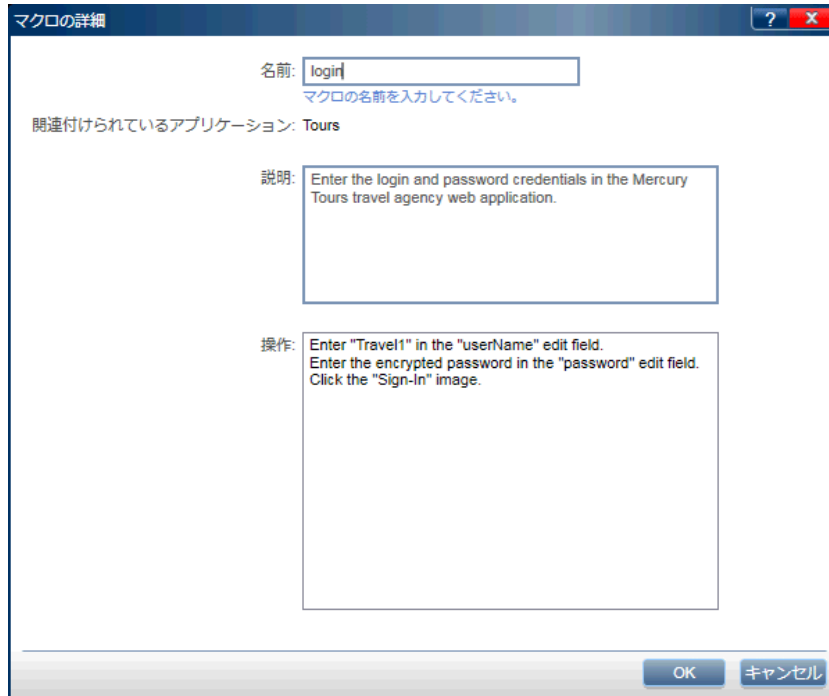 マクロの詳細
?
X
名前: login
マクロの名前を入力してください。
関連付けられているアプリケーション: Tours
説明: Enter the login and password credentials in the Mercury
Tours travel agency web application.
操作: Enter "Travel1" in the "userName" edit field.
Enter the encrypted password in the "password" edit field.
Click the "Sign-In" image.
OK キャンセル